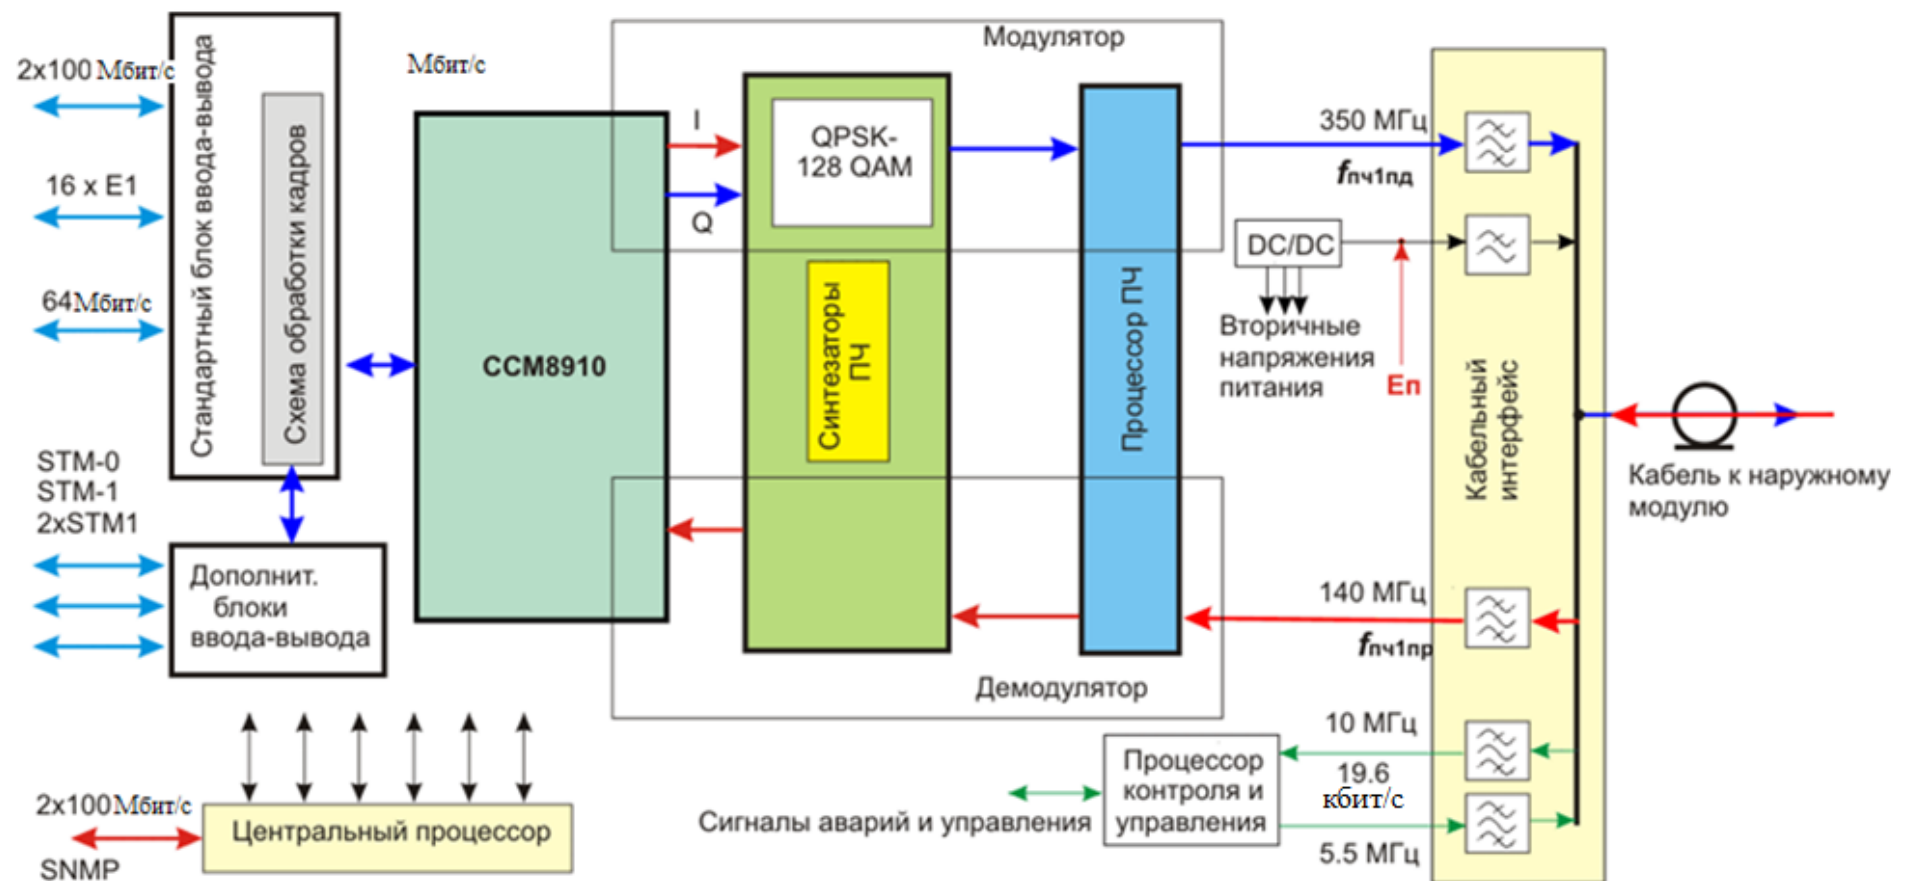 2x100 Мбит/с
16 x E1
64Мбит/с
STM-0
STM-1
2xSTM1
Стандартный блок ввода-вывода
Схема обработки кадров
Дополнит.
блоки
ввода-вывода
2x100Мбит/с
SNMP
Центральный процессор
Мбит/с
CCM8910
I
Q
Модулятор
QPSK-
128 QAM
Синтезаторы
ПЧ
Процессор ПЧ
Демодулятор
350 МГц
fпч1пд
DC/DC
Вторичные
напряжения
питания
Еп
Кабельный
интерфейс
Кабель к наружному
модулю
140 МГц
fпч1пр
10 МГц
19.6
кбит/с
5.5 МГц
Процессор
контроля и
управления
Сигналы аварий и управления